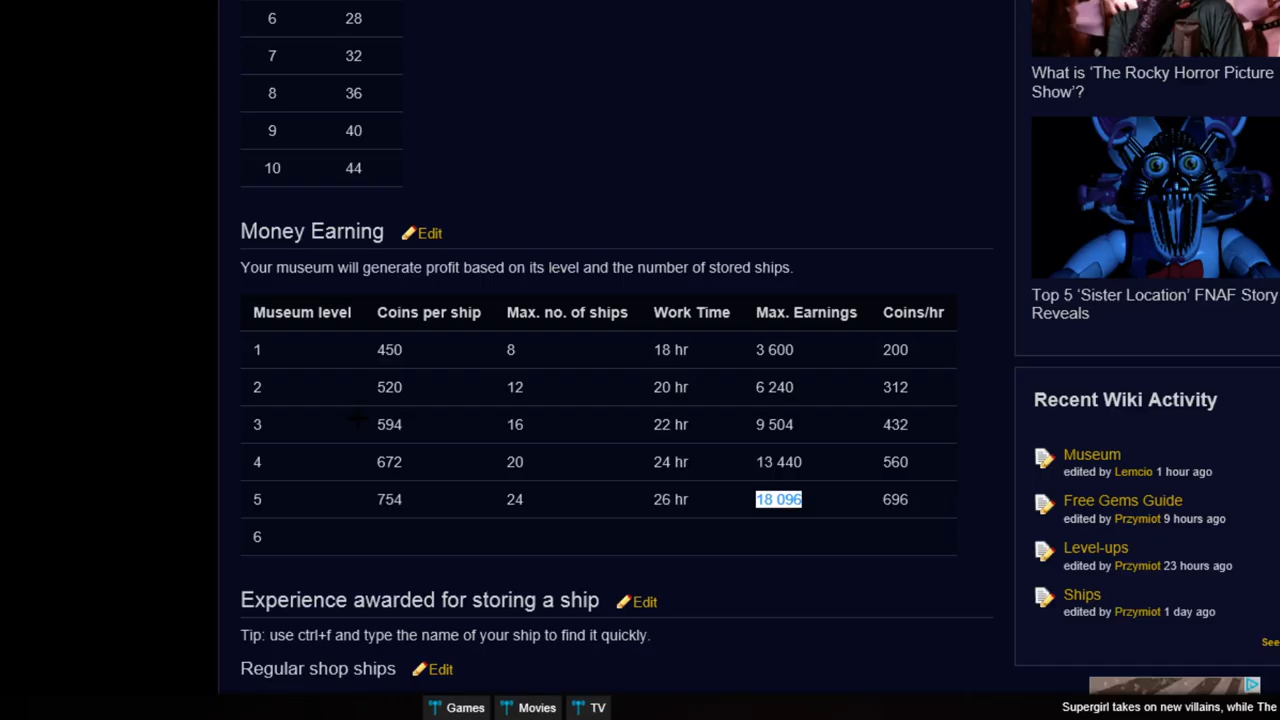 6 28
7 32
8 36
9 40
10 44
Money Earning Edit
Your museum will generate profit based on its level and the number of stored ships.
Museum level Coins per ship Max. no. of ships Work Time Max. Earnings Coins/hr
1 450 8 18 hr 3 600 200
2 520 12 20 hr 6 240 312
3 594 16 22 hr 9 504 432
4 672 20 24 hr 13 440 560
5 754 24 26 hr 18 096 696
6
Experience awarded for storing a ship Edit
Tip: use ctrl+f and type the name of your ship to find it quickly.
Regular shop ships Edit
What is ‘The Rocky Horror Picture
Show’?
Top 5 ‘Sister Location’ FNAF Story
Reveals
Recent Wiki Activity
Museum
edited by Lemcio 1 hour ago
Free Gems Guide
edited by Przymiot 9 hours ago
Level-ups
edited by Przymiot 23 hours ago
Ships
edited by Przymiot 1 day ago
See
Games Movies TV
Supergirl takes on new villains, while The